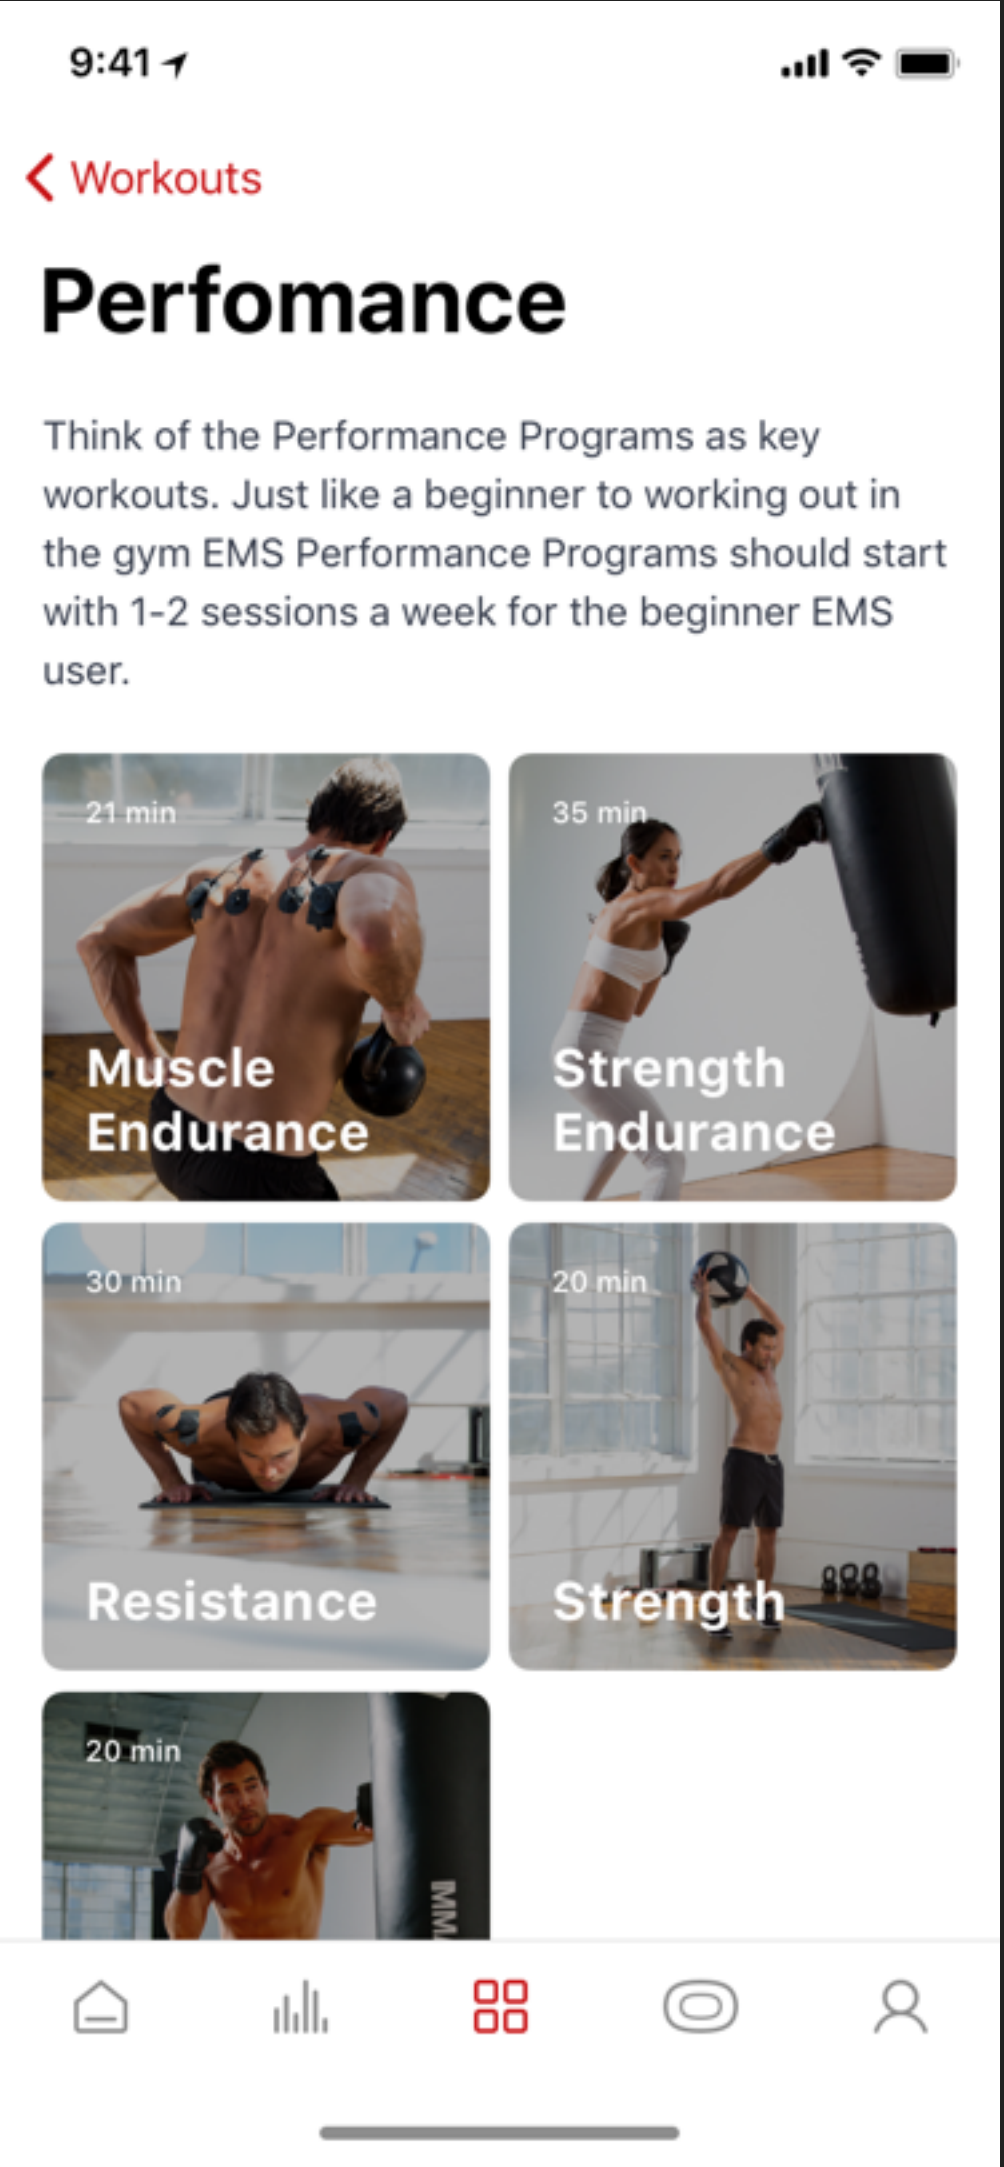 9:41
Workouts
Perfomance
Think of the Performance Programs as key
workouts. Just like a beginner to working out in
the gym EMS Performance Programs should start
with 1-2 sessions a week for the beginner EMS
user.
21 min
Muscle
Endurance
35 min
Strength
Endurance
30 min
Resistance
20 min
Strength
20 min
MM